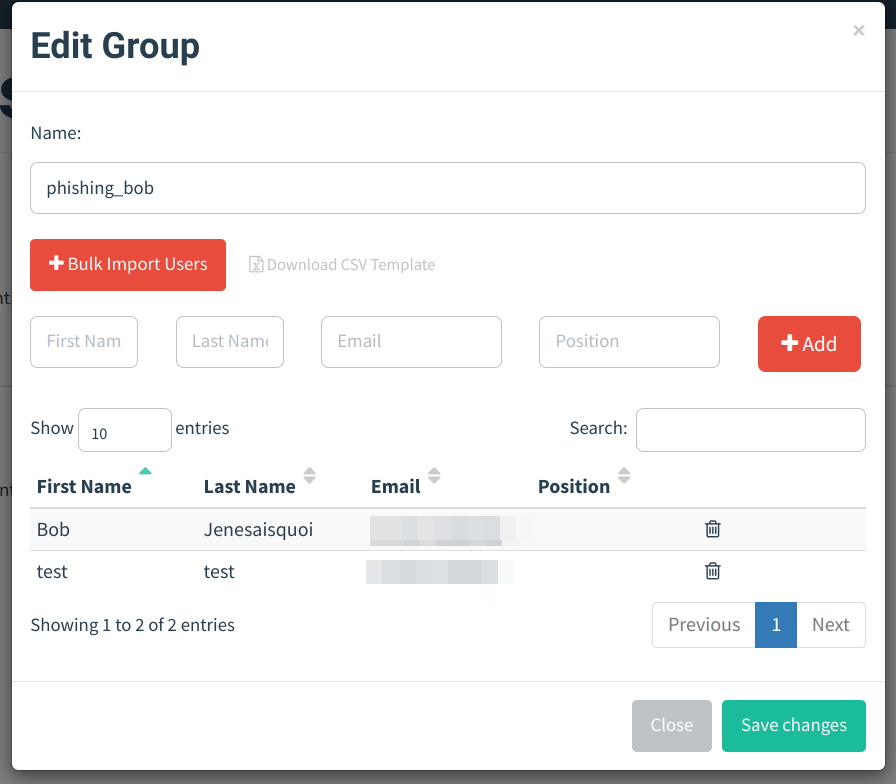 Edit Group
×
Name:
phishing_bob
Bulk Import Users
Download CSV Template
First Nam
Last Name
Email
Position
Add
Show 10 entries
Search:
First Name
Last Name
Email
Position
Bob
Jenesaisquoi
test
test
Showing 1 to 2 of 2 entries
Previous
1
Next
Close
Save changes